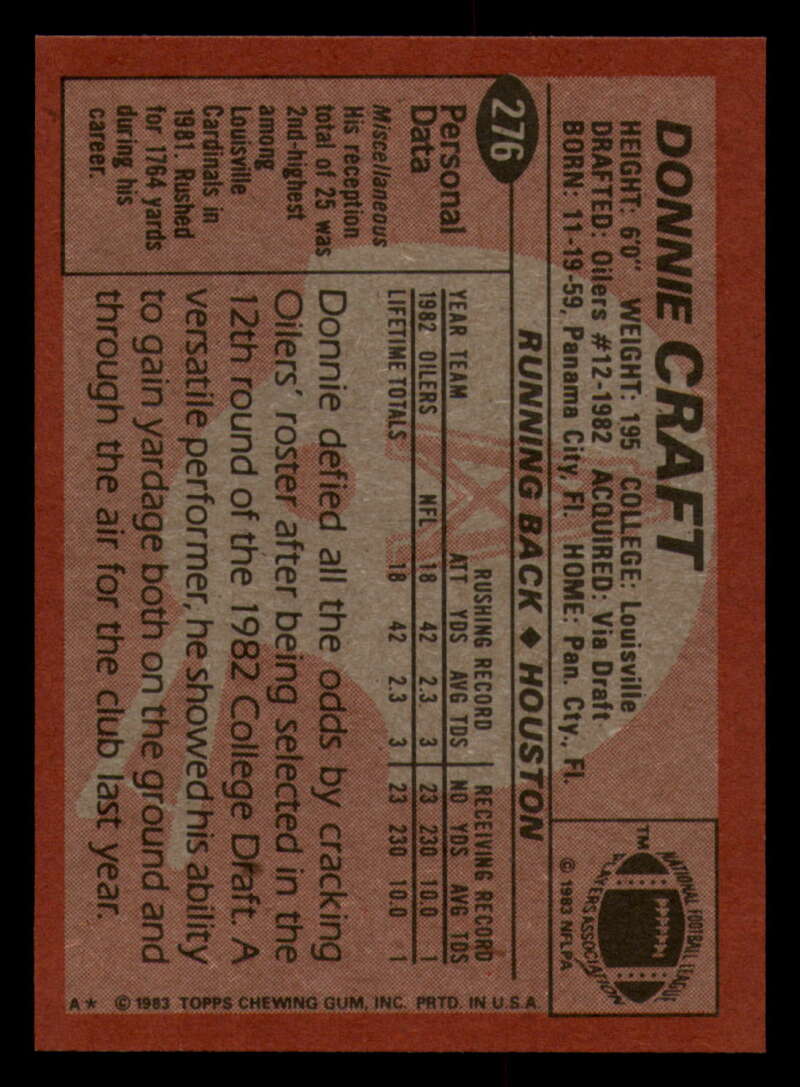 DONNIE CRAFT
HEIGHT: 6'0" WEIGHT: 195 COLLEGE: Louisville
DRAFTED: Oilers #12-1982 ACQUIRED: Via Draft
BORN: 11-19-59, Panama City, Fl. HOME: Pan. Cty., Fl.
NATIONAL FOOTBALL LEAGUE
PLAYERS ASSOCIATION
TM
© 1983 NFLPA
276
RUNNING BACK ♦ HOUSTON
Personal
Data
Miscellaneous
His reception
total of 25 was
2nd-highest
among
Louisville
Cardinals in
1981. Rushed
for 1764 yards
during his
career.
RUSHING RECORD RECEIVING RECORD
YEAR TEAM ATT YDS AVG TDS NO YDS AVG TDS
1982 OILERS NFL 18 42 2.3 3 23 230 10.0 1
LIFETIME TOTALS 18 42 2.3 3 23 230 10.0 1
Donnie defied all the odds by cracking
Oilers' roster after being selected in the
12th round of the 1982 College Draft. A
versatile performer, he showed his ability
to gain yardage both on the ground and
through the air for the club last year.
A* © 1983 TOPPS CHEWING GUM, INC. PRTD. IN U.S.A.